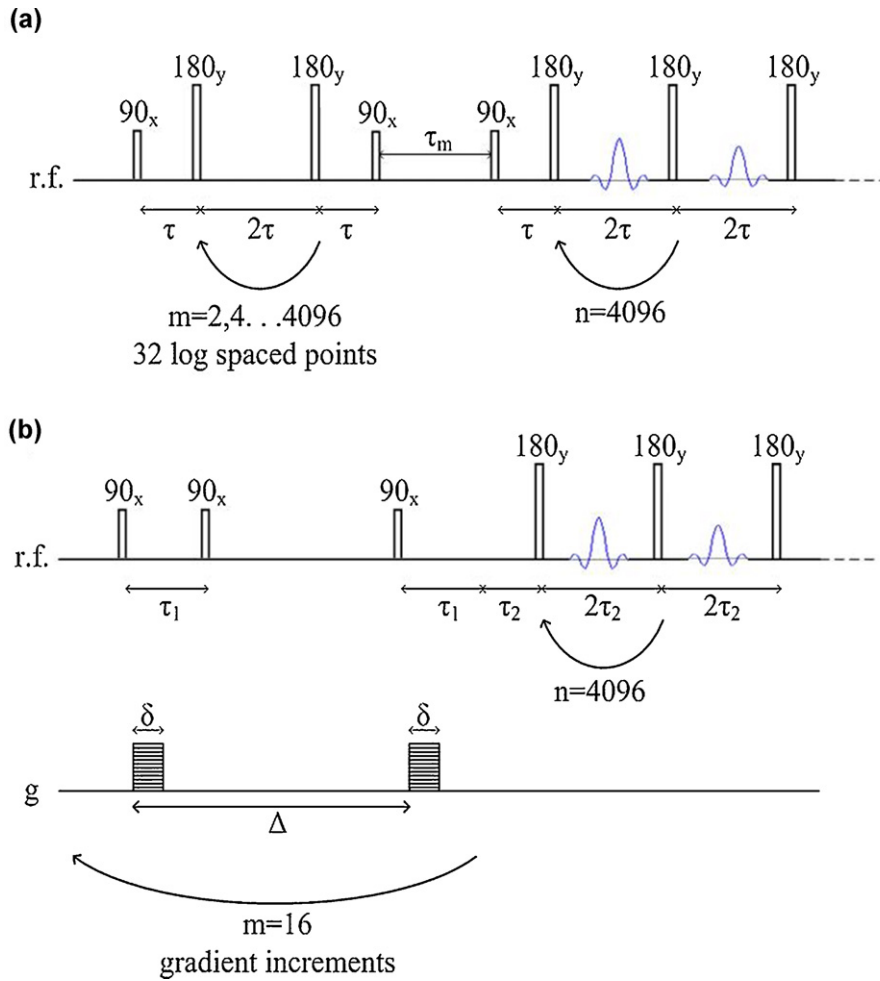 (a)
180y 180y 180y 180y 180y
90x 90x 90x
τm
r.f.
τ 2τ τ τ 2τ 2τ
m=2,4. . .4096 n=4096
32 log spaced points
(b)
180y 180y 180y
90x 90x 90x
r.f.
τ1 τ1 τ2 2τ2 2τ2
n=4096
δ δ
g
Δ
m=16
gradient increments